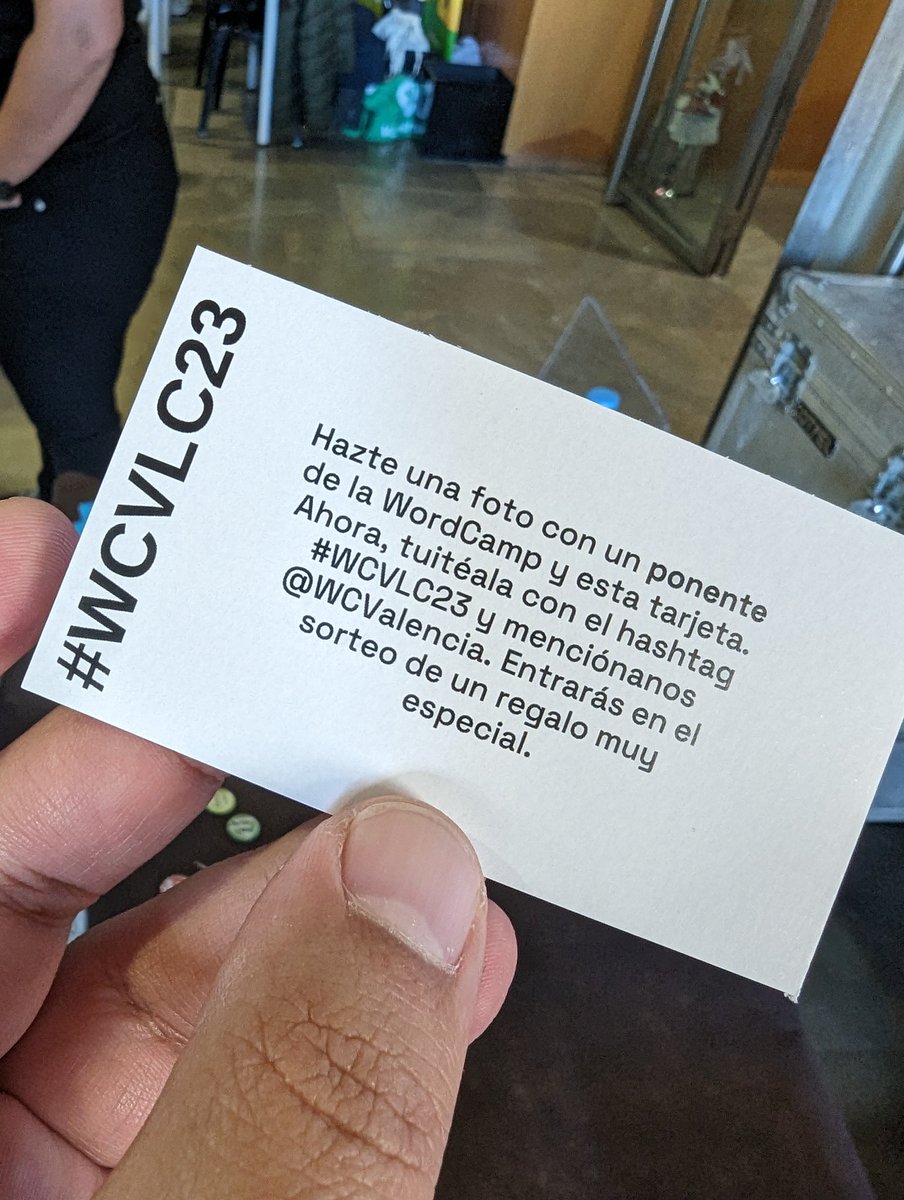 #WCVLC23
Hazte una foto con un ponente
de la WordCamp y esta tarjeta.
Ahora, tuitéala con el hashtag
#WCVLC23 y menciónanos
@WCValencia. Entrarás en el
sorteo de un regalo muy
especial.